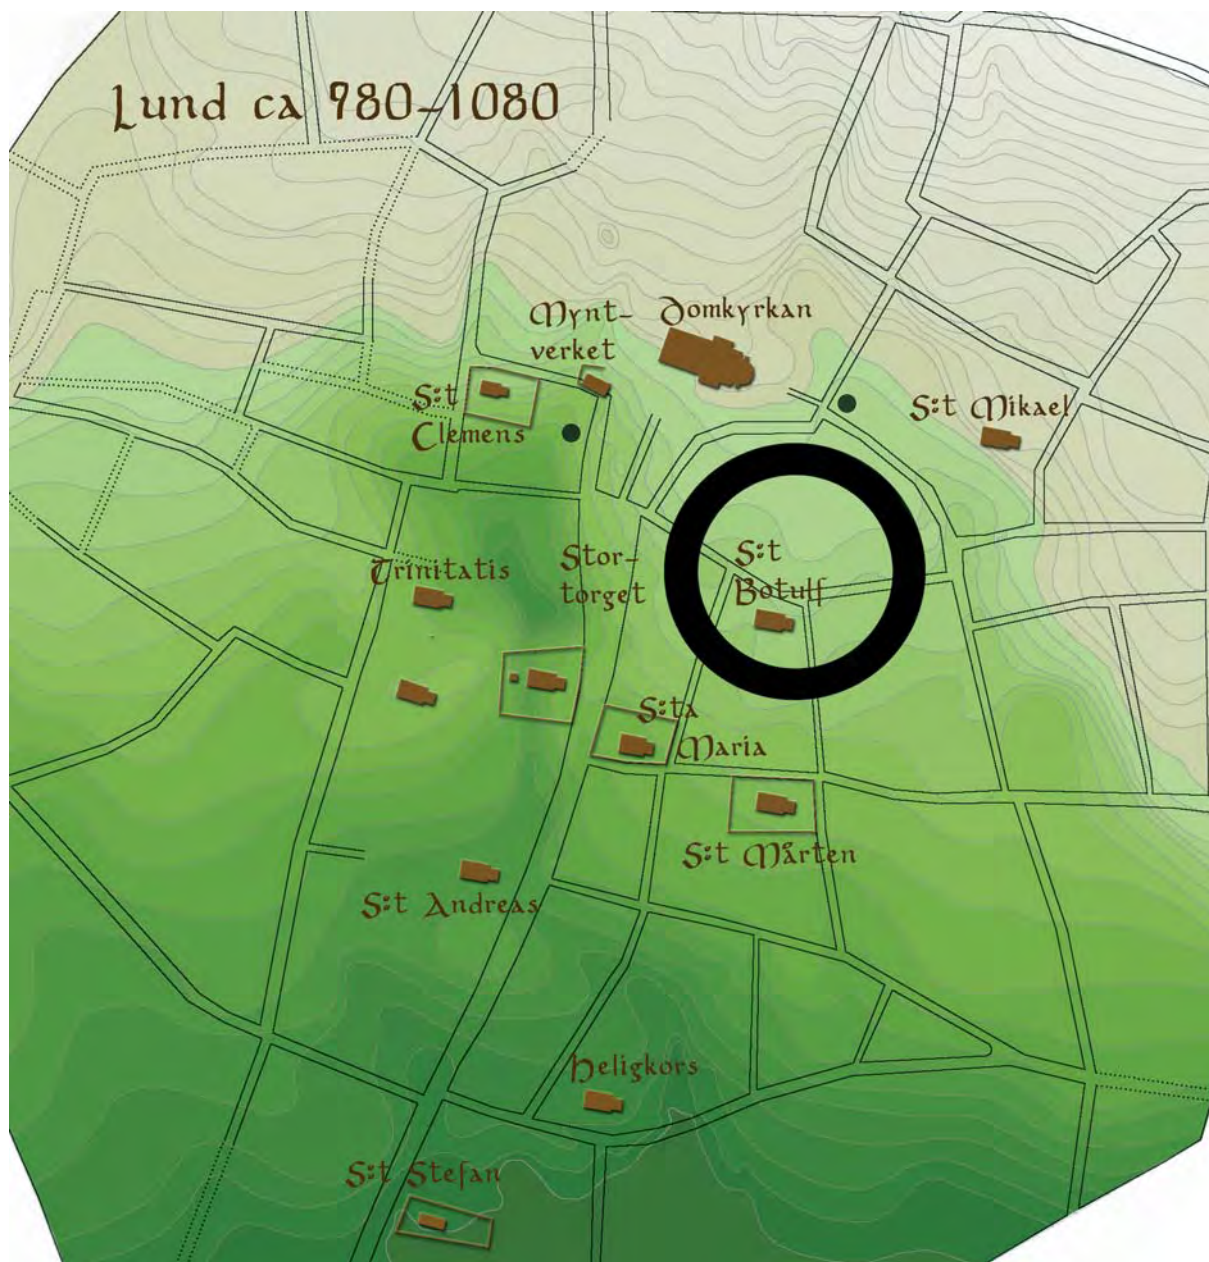 Lund ca 980-1080
Mynt-
verket
Domkyrkan
S:t
Clemens
S:t Mikael
Trinitatis
Stor-
torget
S:t
Botulf
S:ta
Maria
S:t Mårten
S:t Andreas
Heligkors
S:t Stefan